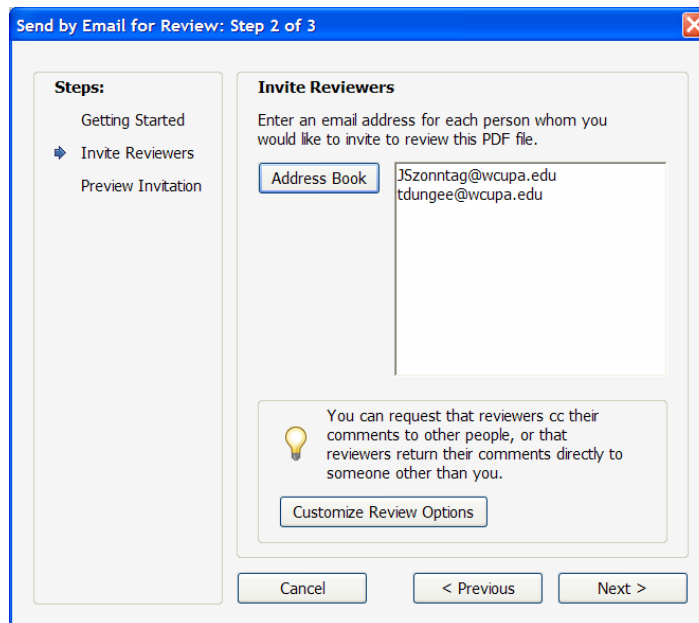 Send by Email for Review: Step 2 of 3
Steps:
Getting Started
Invite Reviewers
Preview Invitation
Invite Reviewers
Enter an email address for each person whom you
would like to invite to review this PDF file.
Address Book
JSzonntag@wcupa.edu
tdungee@wcupa.edu
You can request that reviewers cc their
comments to other people, or that
reviewers return their comments directly to
someone other than you.
Customize Review Options
Cancel
< Previous
Next >